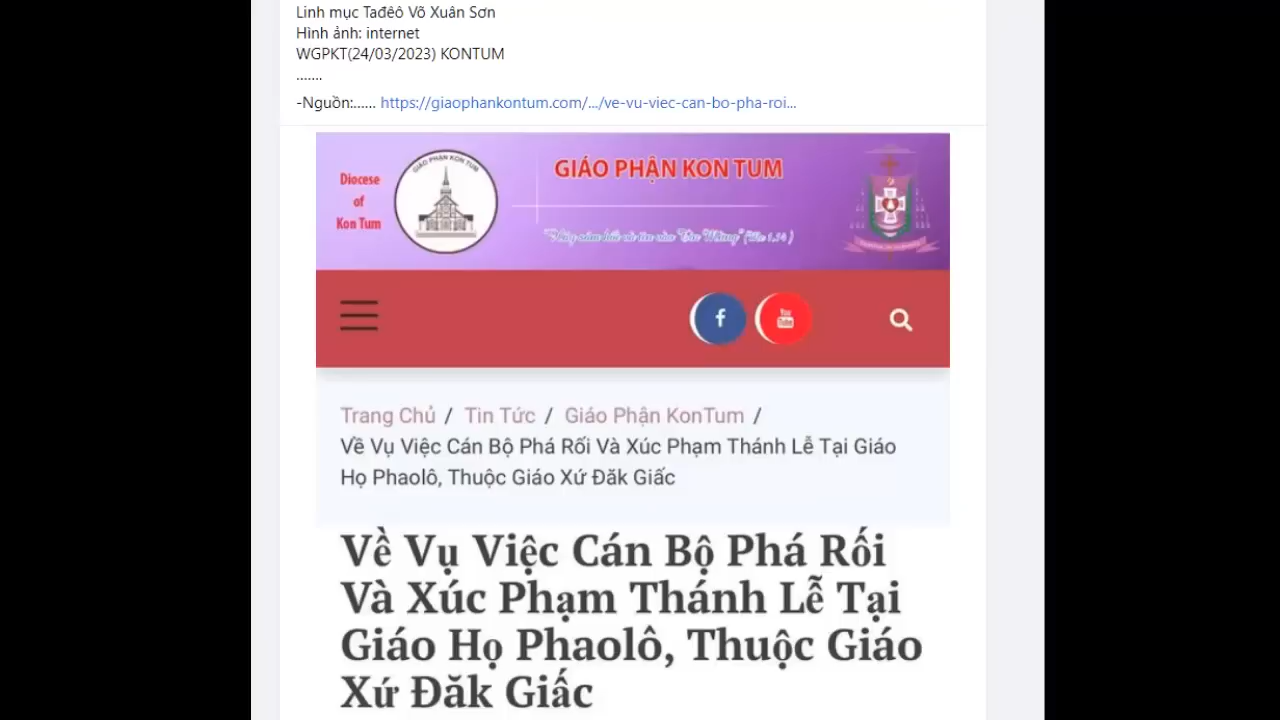 Linh mục Tađêô Võ Xuân Sơn
Hình ảnh: internet
WGPKT(24/03/2023) KONTUM
.......
-Nguồn:...... https://giaophankontum.com/.../ve-vu-viec-can-bo-pha-roi...
Diocese
of
Kon Tum
GIÁO PHẬN KON TUM
GIÁO PHẬN KON TUM
f
You
Tube
Trang Chủ / Tin Tức / Giáo Phận KonTum /
Về Vụ Việc Cán Bộ Phá Rối Và Xúc Phạm Thánh Lễ Tại Giáo
Họ Phaolô, Thuộc Giáo Xứ Đăk Giấc
Về Vụ Việc Cán Bộ Phá Rối
Và Xúc Phạm Thánh Lễ Tại
Giáo Họ Phaolô, Thuộc Giáo
Xứ Đăk Giấc